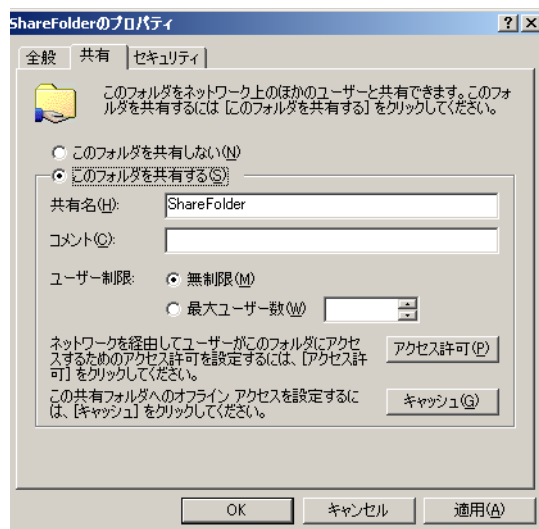 ShareFolderのプロパティ
全般 共有 セキュリティ
このフォルダをネットワーク上のほかのユーザーと共有できます。このフォ
ルダを共有するには [このフォルダを共有する] をクリックしてください。
このフォルダを共有しない(N)
このフォルダを共有する(S)
共有名(H): ShareFolder
コメント(C):
ユーザー制限: 無制限(M)
最大ユーザー数(W)
ネットワークを経由してユーザーがこのフォルダにアクセ
スするためのアクセス許可を設定するには、[アクセス許
可] をクリックしてください。
アクセス許可(P)
この共有フォルダへのオフライン アクセスを設定するに
は、[キャッシュ] をクリックしてください。
キャッシュ(G)
OK キャンセル 適用(A)